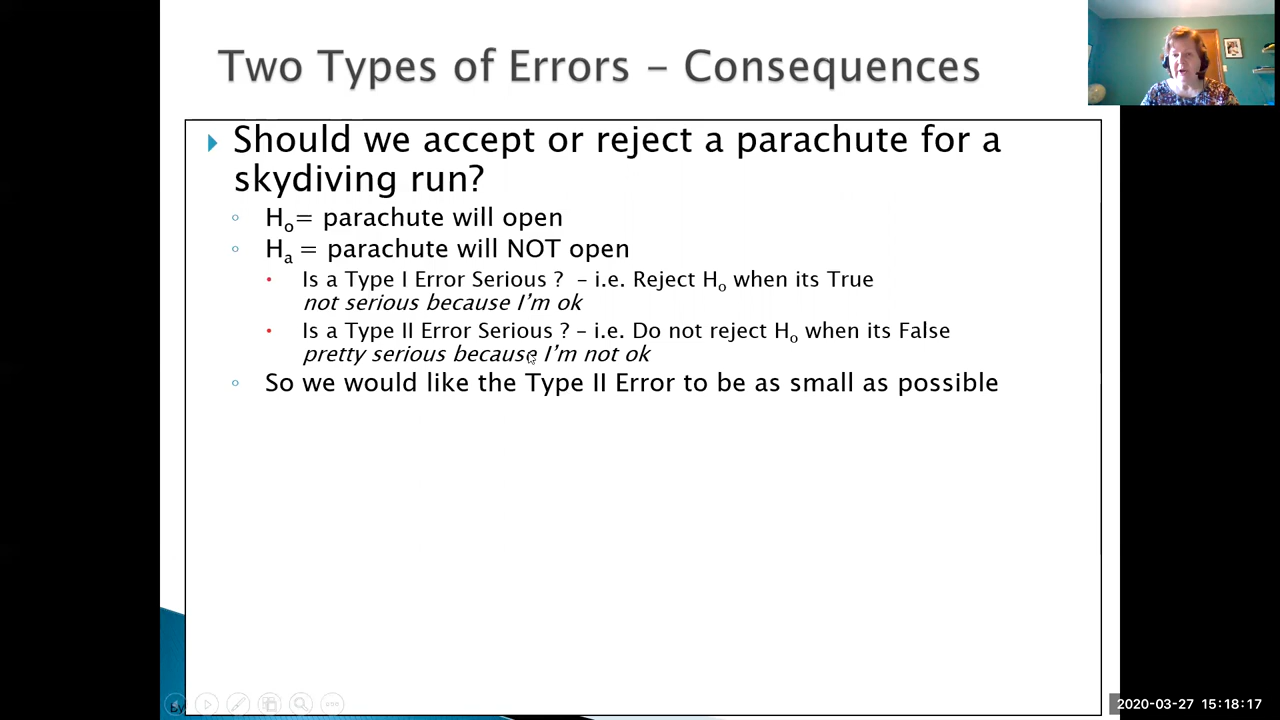 Two Types of Errors – Consequences
Should we accept or reject a parachute for a
skydiving run?
Ho= parachute will open
Ha = parachute will NOT open
Is a Type I Error Serious ? – i.e. Reject Ho when its True
not serious because I'm ok
Is a Type II Error Serious ? – i.e. Do not reject Ho when its False
pretty serious because I'm not ok
So we would like the Type II Error to be as small as possible
2020-03-27 15:18:17